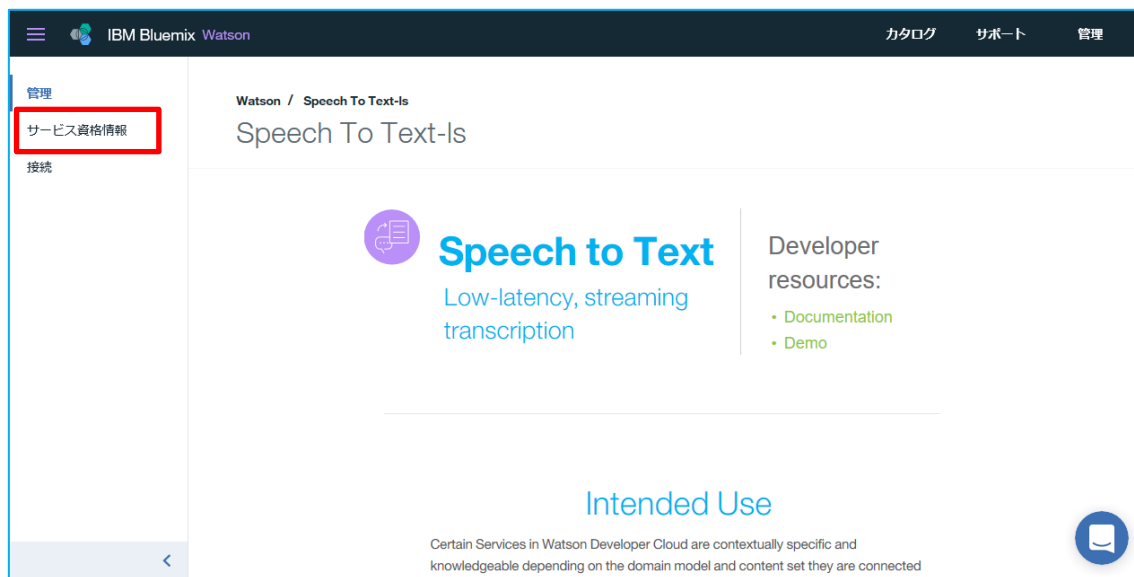 IBM Bluemix Watson
カタログ
サポート
管理
管理
サービス資格情報
接続
Watson / Speech To Text-ls
Speech To Text-ls
Speech to Text
Low-latency, streaming
transcription
Developer
resources:
• Documentation
• Demo
Intended Use
Certain Services in Watson Developer Cloud are contextually specific and
knowledgeable depending on the domain model and content set they are connected